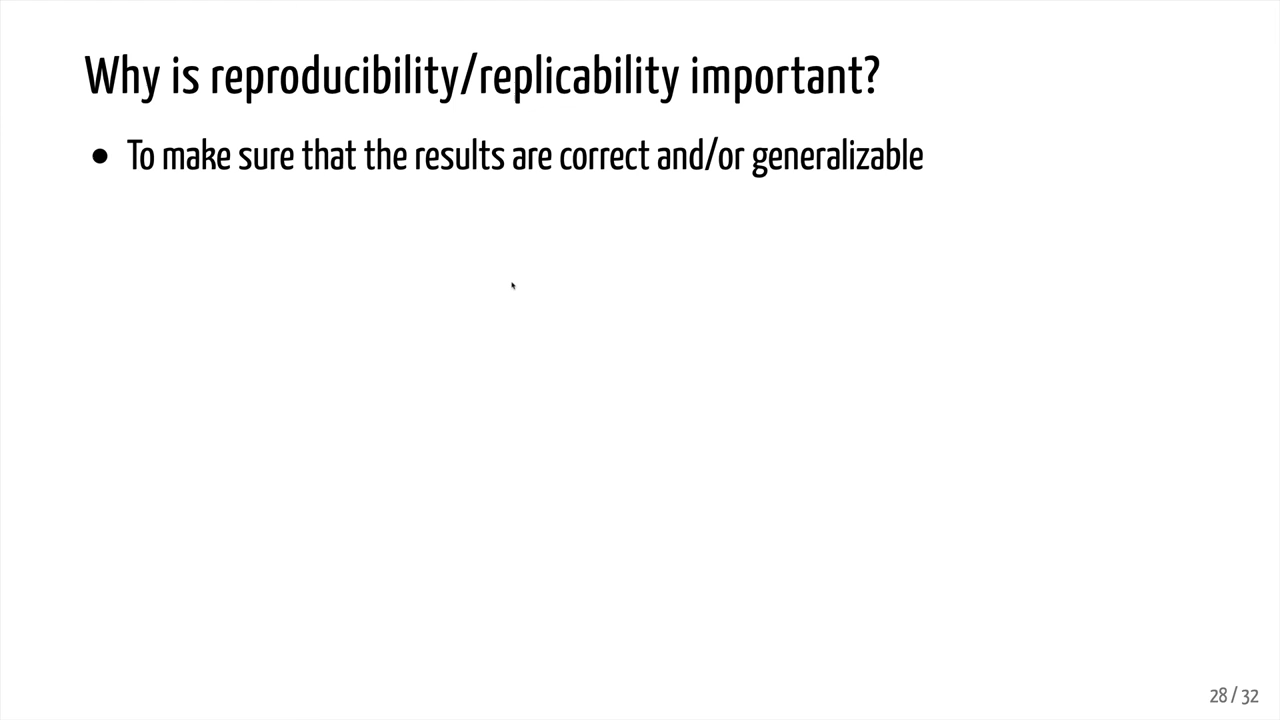 Why is reproducibility/replicability important?
• To make sure that the results are correct and/or generalizable
28 / 32